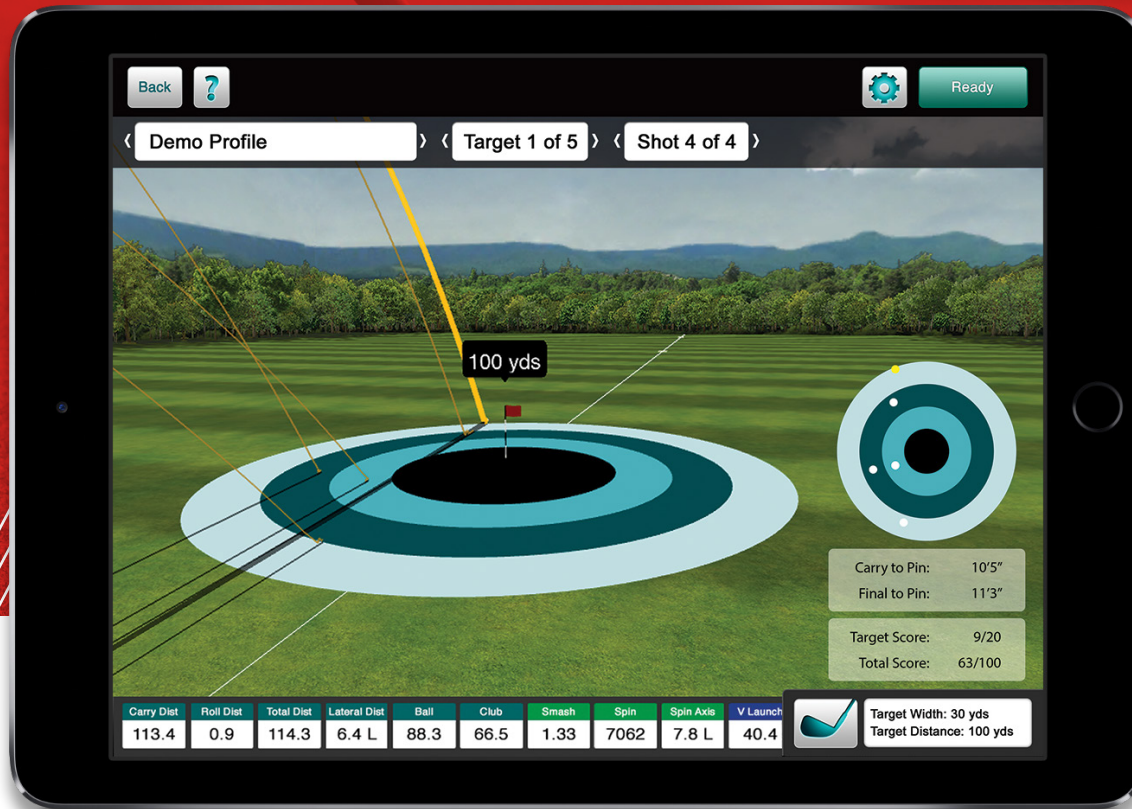 Back
?
Ready
‹ Demo Profile › ‹ Target 1 of 5 › ‹ Shot 4 of 4 ›
100 yds
Carry to Pin: 10'5"
Final to Pin: 11'3"
Target Score: 9/20
Total Score: 63/100
Carry Dist Roll Dist Total Dist Lateral Dist Ball Club Smash Spin Spin Axis V Launch
113.4 0.9 114.3 6.4 L 88.3 66.5 1.33 7062 7.8 L 40.4
Target Width: 30 yds
Target Distance: 100 yds